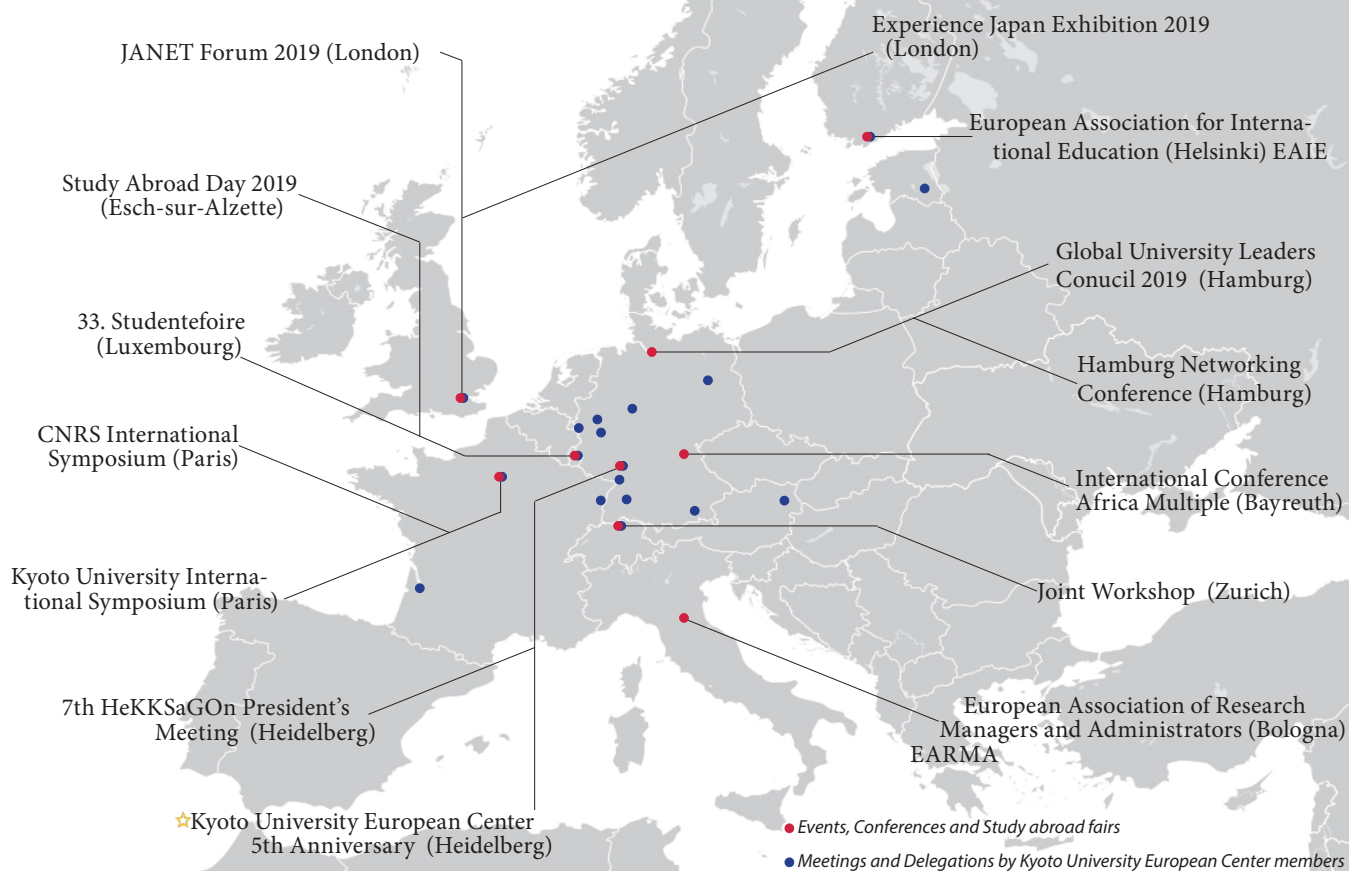 JANET Forum 2019 (London)
Experience Japan Exhibition 2019
(London)
European Association for Interna-
tional Education (Helsinki) EAIE
Study Abroad Day 2019
(Esch-sur-Alzette)
Global University Leaders
Conucil 2019 (Hamburg)
33. Studentefoire
(Luxembourg)
Hamburg Networking
Conference (Hamburg)
CNRS International
Symposium (Paris)
International Conference
Africa Multiple (Bayreuth)
Kyoto University Interna-
tional Symposium (Paris)
Joint Workshop (Zurich)
7th HeKKSaGOn President's
Meeting (Heidelberg)
European Association of Research
Managers and Administrators (Bologna)
EARMA
Kyoto University European Center
5th Anniversary (Heidelberg)
Events, Conferences and Study abroad fairs
Meetings and Delegations by Kyoto University European Center members